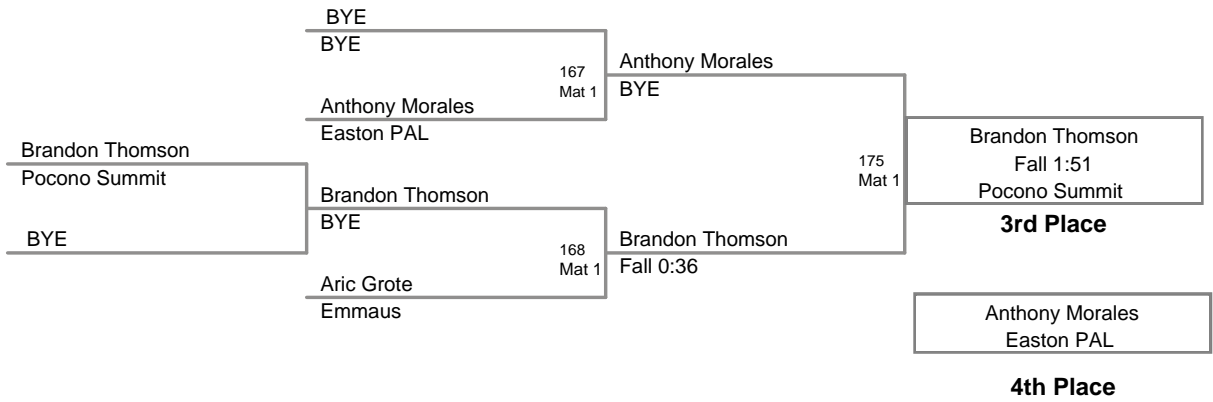 BYE
BYE
167
Mat 1
Anthony Morales
Easton PAL
Anthony Morales
BYE
Brandon Thomson
Pocono Summit
BYE
Brandon Thomson
BYE
168
Mat 1
Aric Grote
Emmaus
Brandon Thomson
Fall 0:36
175
Mat 1
Brandon Thomson
Fall 1:51
Pocono Summit
3rd Place
Anthony Morales
Easton PAL
4th Place